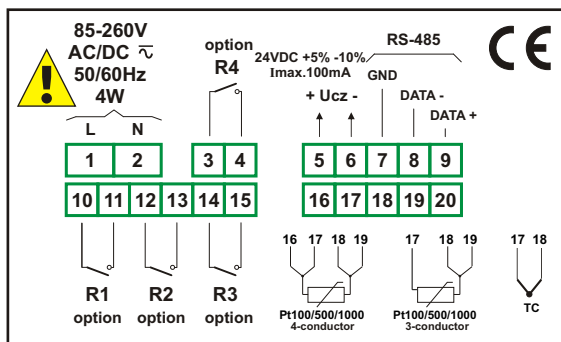 85-260V
AC/DC
50/60Hz
4W
L N
option
R4
24VDC +5% -10%
Imax.100mA
+ Ucz -
RS-485
GND
DATA -
DATA +
CE
1 2 3 4 5 6 7 8 9
10 11 12 13 14 15 16 17 18 19 20
R1
option
R2
option
R3
option
16 17 18 19
Pt100/500/1000
4-conductor
17 18 19
Pt100/500/1000
3-conductor
17 18
TC